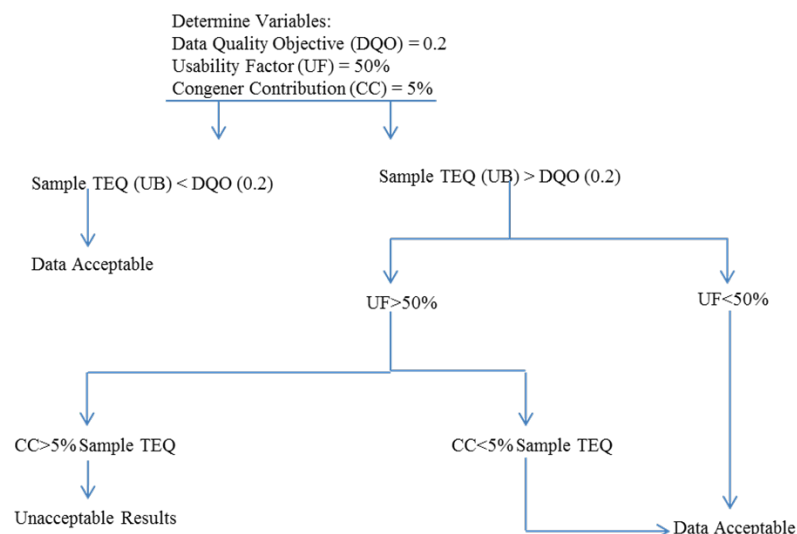 Determine Variables:
Data Quality Objective (DQO) = 0.2
Usability Factor (UF) = 50%
Congener Contribution (CC) = 5%
Sample TEQ (UB) < DQO (0.2)
Sample TEQ (UB) > DQO (0.2)
Data Acceptable
UF>50%
UF<50%
CC>5% Sample TEQ
CC<5% Sample TEQ
Unacceptable Results
Data Acceptable